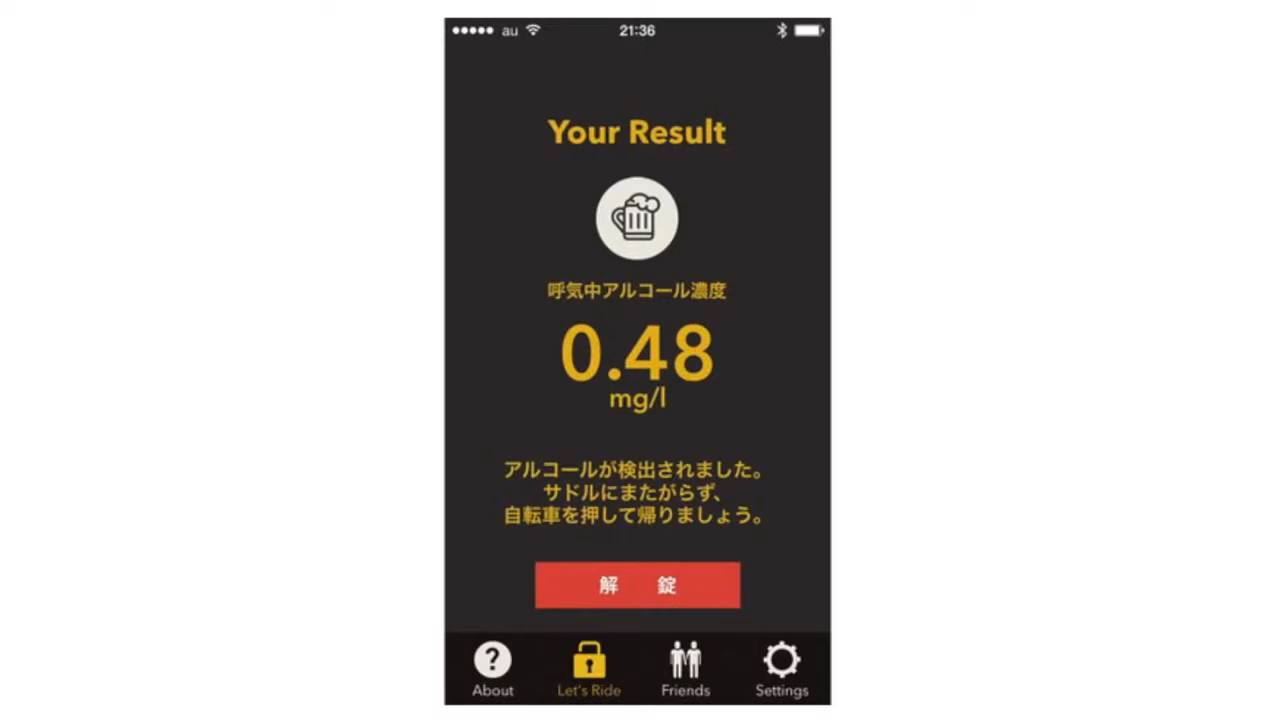 au 21:36
Your Result
呼気中アルコール濃度
0.48
mg/l
アルコールが検出されました。
サドルにまたがらず、
自転車を押して帰りましょう。
解 錠
About Let's Ride Friends Settings